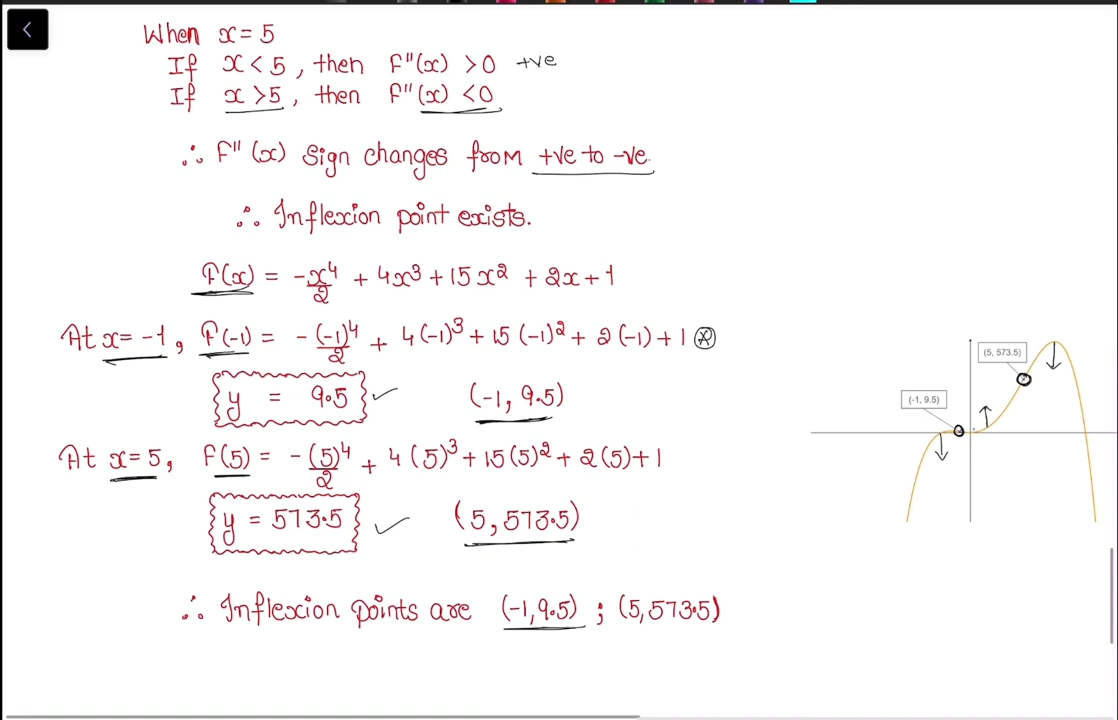 When x = 5
If x < 5, then f''(x) > 0 +ve
If x > 5, then f''(x) < 0
∴ f''(x) sign changes from +ve to -ve.
∴ Inflexion point exists.
f(x) = -x⁴/2 + 4x³ + 15x² + 2x + 1
At x = -1, f(-1) = -(-1)⁴/2 + 4(-1)³ + 15(-1)² + 2(-1) + 1
y = 9.5 ✓ (-1, 9.5)
At x = 5, f(5) = -(5)⁴/2 + 4(5)³ + 15(5)² + 2(5) + 1
y = 573.5 ✓ (5, 573.5)
∴ Inflexion points are (-1, 9.5) ; (5, 573.5)
(5, 573.5)
(-1, 9.5)